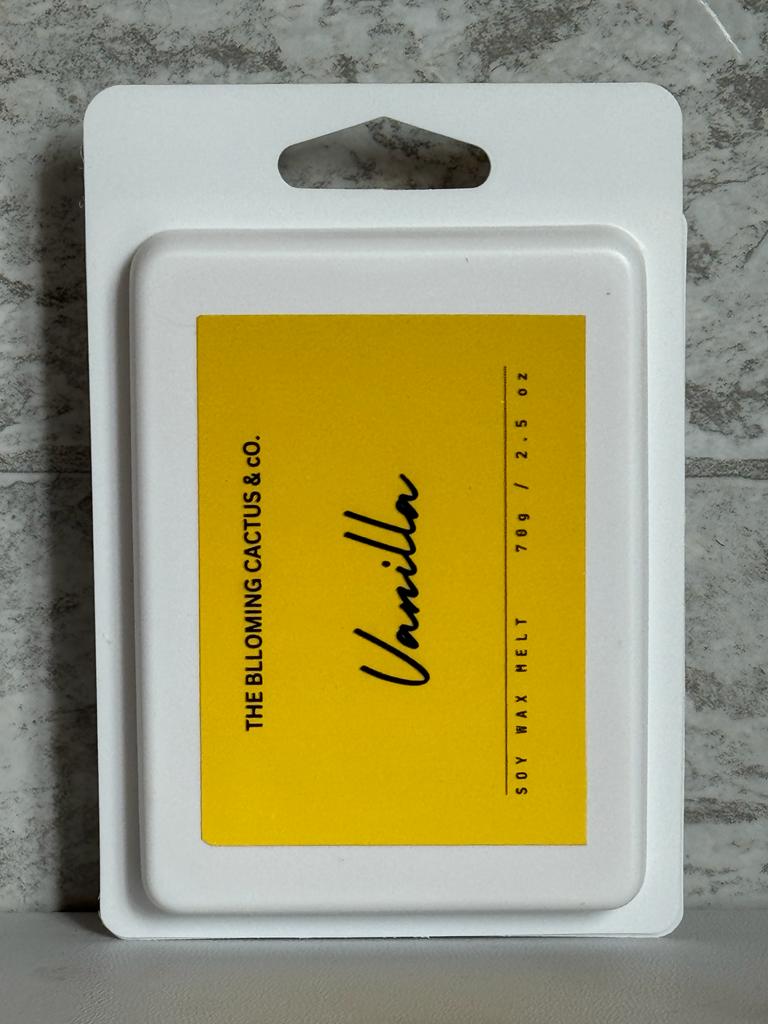 THE BLLOMING CACTUS & cO.
Vanilla
SOY WAX MELT 70g / 2.5 oz